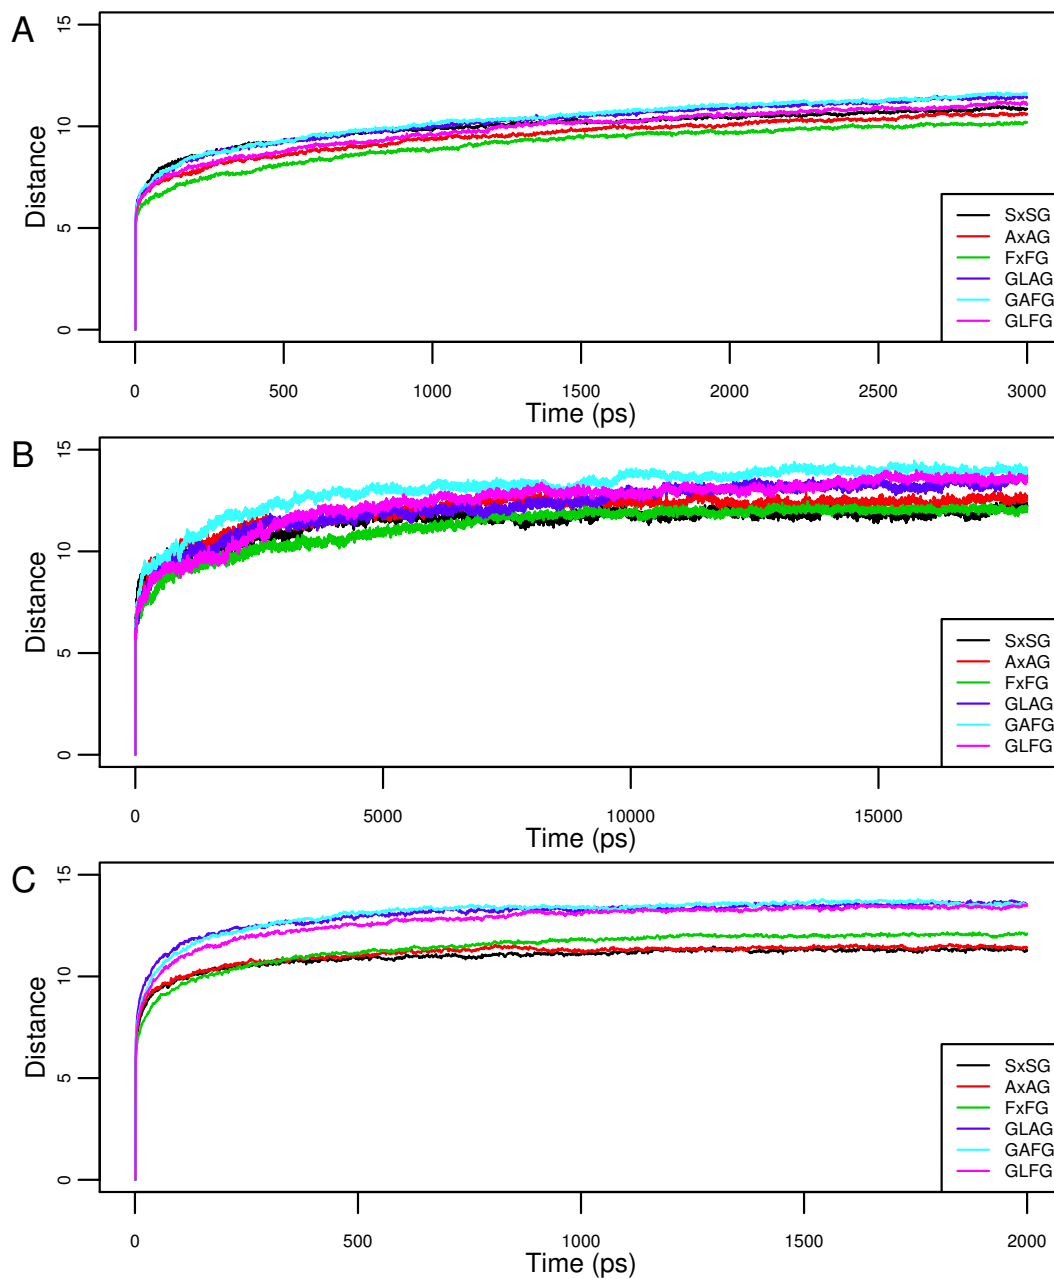 A
15
10
5
0
Distance
SxSG
AxAG
FxFG
GLAG
GAFG
GLFG
0 500 1000 1500 2000 2500 3000
Time (ps)
B
15
10
5
0
Distance
SxSG
AxAG
FxFG
GLAG
GAFG
GLFG
0 5000 10000 15000
Time (ps)
C
15
10
5
0
Distance
SxSG
AxAG
FxFG
GLAG
GAFG
GLFG
0 500 1000 1500 2000
Time (ps)